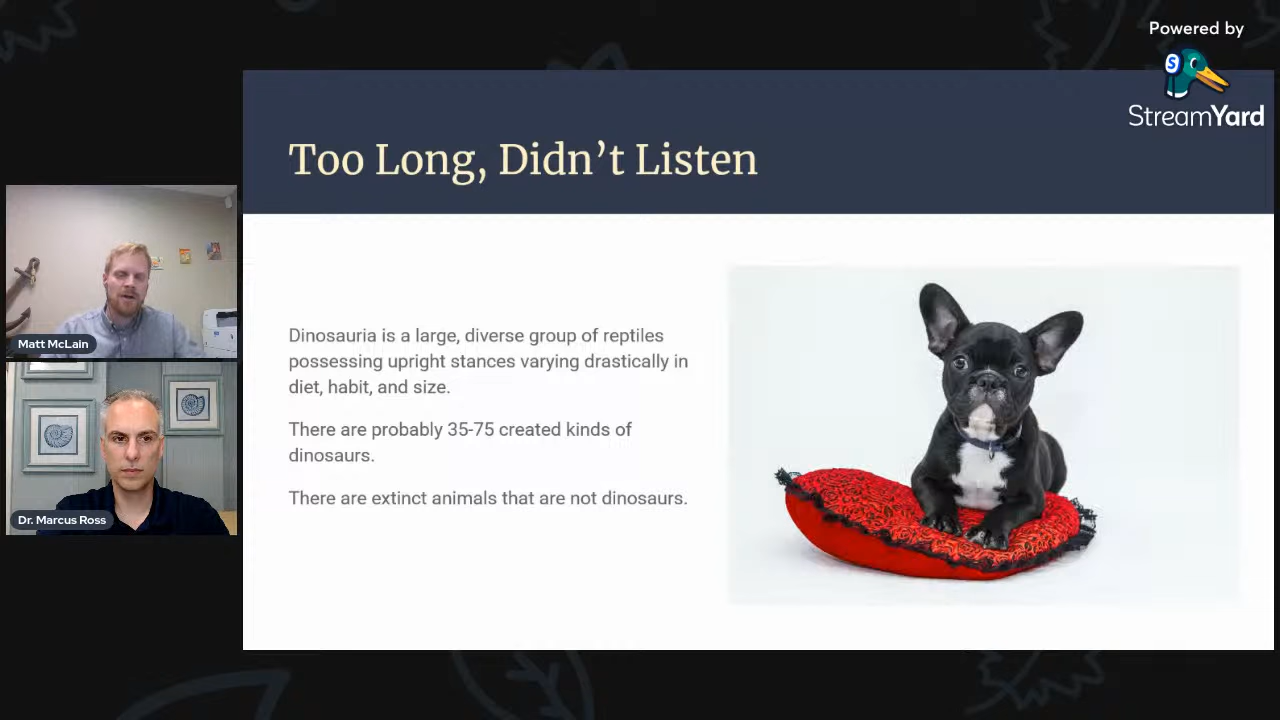 Powered by
StreamYard
Too Long, Didn't Listen
Dinosauria is a large, diverse group of reptiles
possessing upright stances varying drastically in
diet, habit, and size.
There are probably 35-75 created kinds of
dinosaurs.
There are extinct animals that are not dinosaurs.
Matt McLain
Dr. Marcus Ross
S